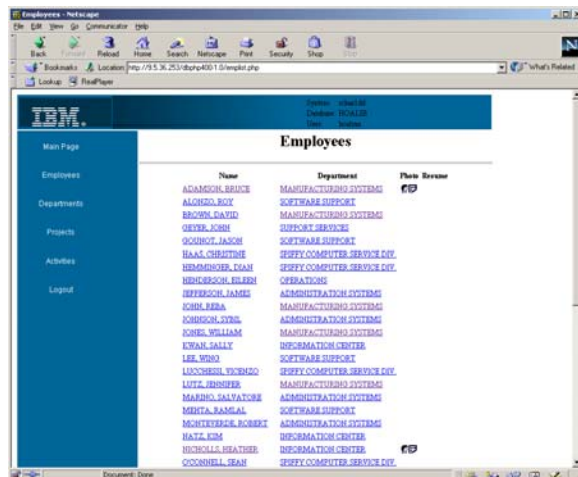 Employees - Netscape
File Edit View Go Communicator Help
Back Forward Reload Home Search Netscape Print Security Shop Stop
Bookmarks Location: http://9.5.36.253/dbphp400-1.0/emplist.php What's Related
Lookup RealPlayer
IBM.
System:
Database:
User:
Employees
Main Page
Employees
Departments
Projects
Activities
Logout
Name Department Photo Resume
ADAMSON, BRUCE MANUFACTURING SYSTEMS
ALONZO, ROY SOFTWARE SUPPORT
BROWN, DAVID MANUFACTURING SYSTEMS
GEYER, JOHN SUPPORT SERVICES
GOUNOT, JASON SOFTWARE SUPPORT
HAAS, CHRISTINE SPIFFY COMPUTER SERVICE DIV.
HEMMINGER, DIAN SPIFFY COMPUTER SERVICE DIV.
HENDERSON, EILEEN OPERATIONS
JEFFERSON, JAMES ADMINISTRATION SYSTEMS
JOHN, REBA MANUFACTURING SYSTEMS
JOHNSON, SYBIL ADMINISTRATION SYSTEMS
JONES, WILLIAM MANUFACTURING SYSTEMS
KWAN, SALLY INFORMATION CENTER
LEE, WING SOFTWARE SUPPORT
LUCCHESSI, VICENZO SPIFFY COMPUTER SERVICE DIV.
LUTZ, JENNIFER MANUFACTURING SYSTEMS
MARINO, SALVATORE ADMINISTRATION SYSTEMS
MEHTA, RAMLAL SOFTWARE SUPPORT
MONTEVERDE, ROBERT ADMINISTRATION SYSTEMS
NATZ, KIM INFORMATION CENTER
NICHOLLS, HEATHER INFORMATION CENTER
O'CONNELL, SEAN SPIFFY COMPUTER SERVICE DIV.
Document: Done